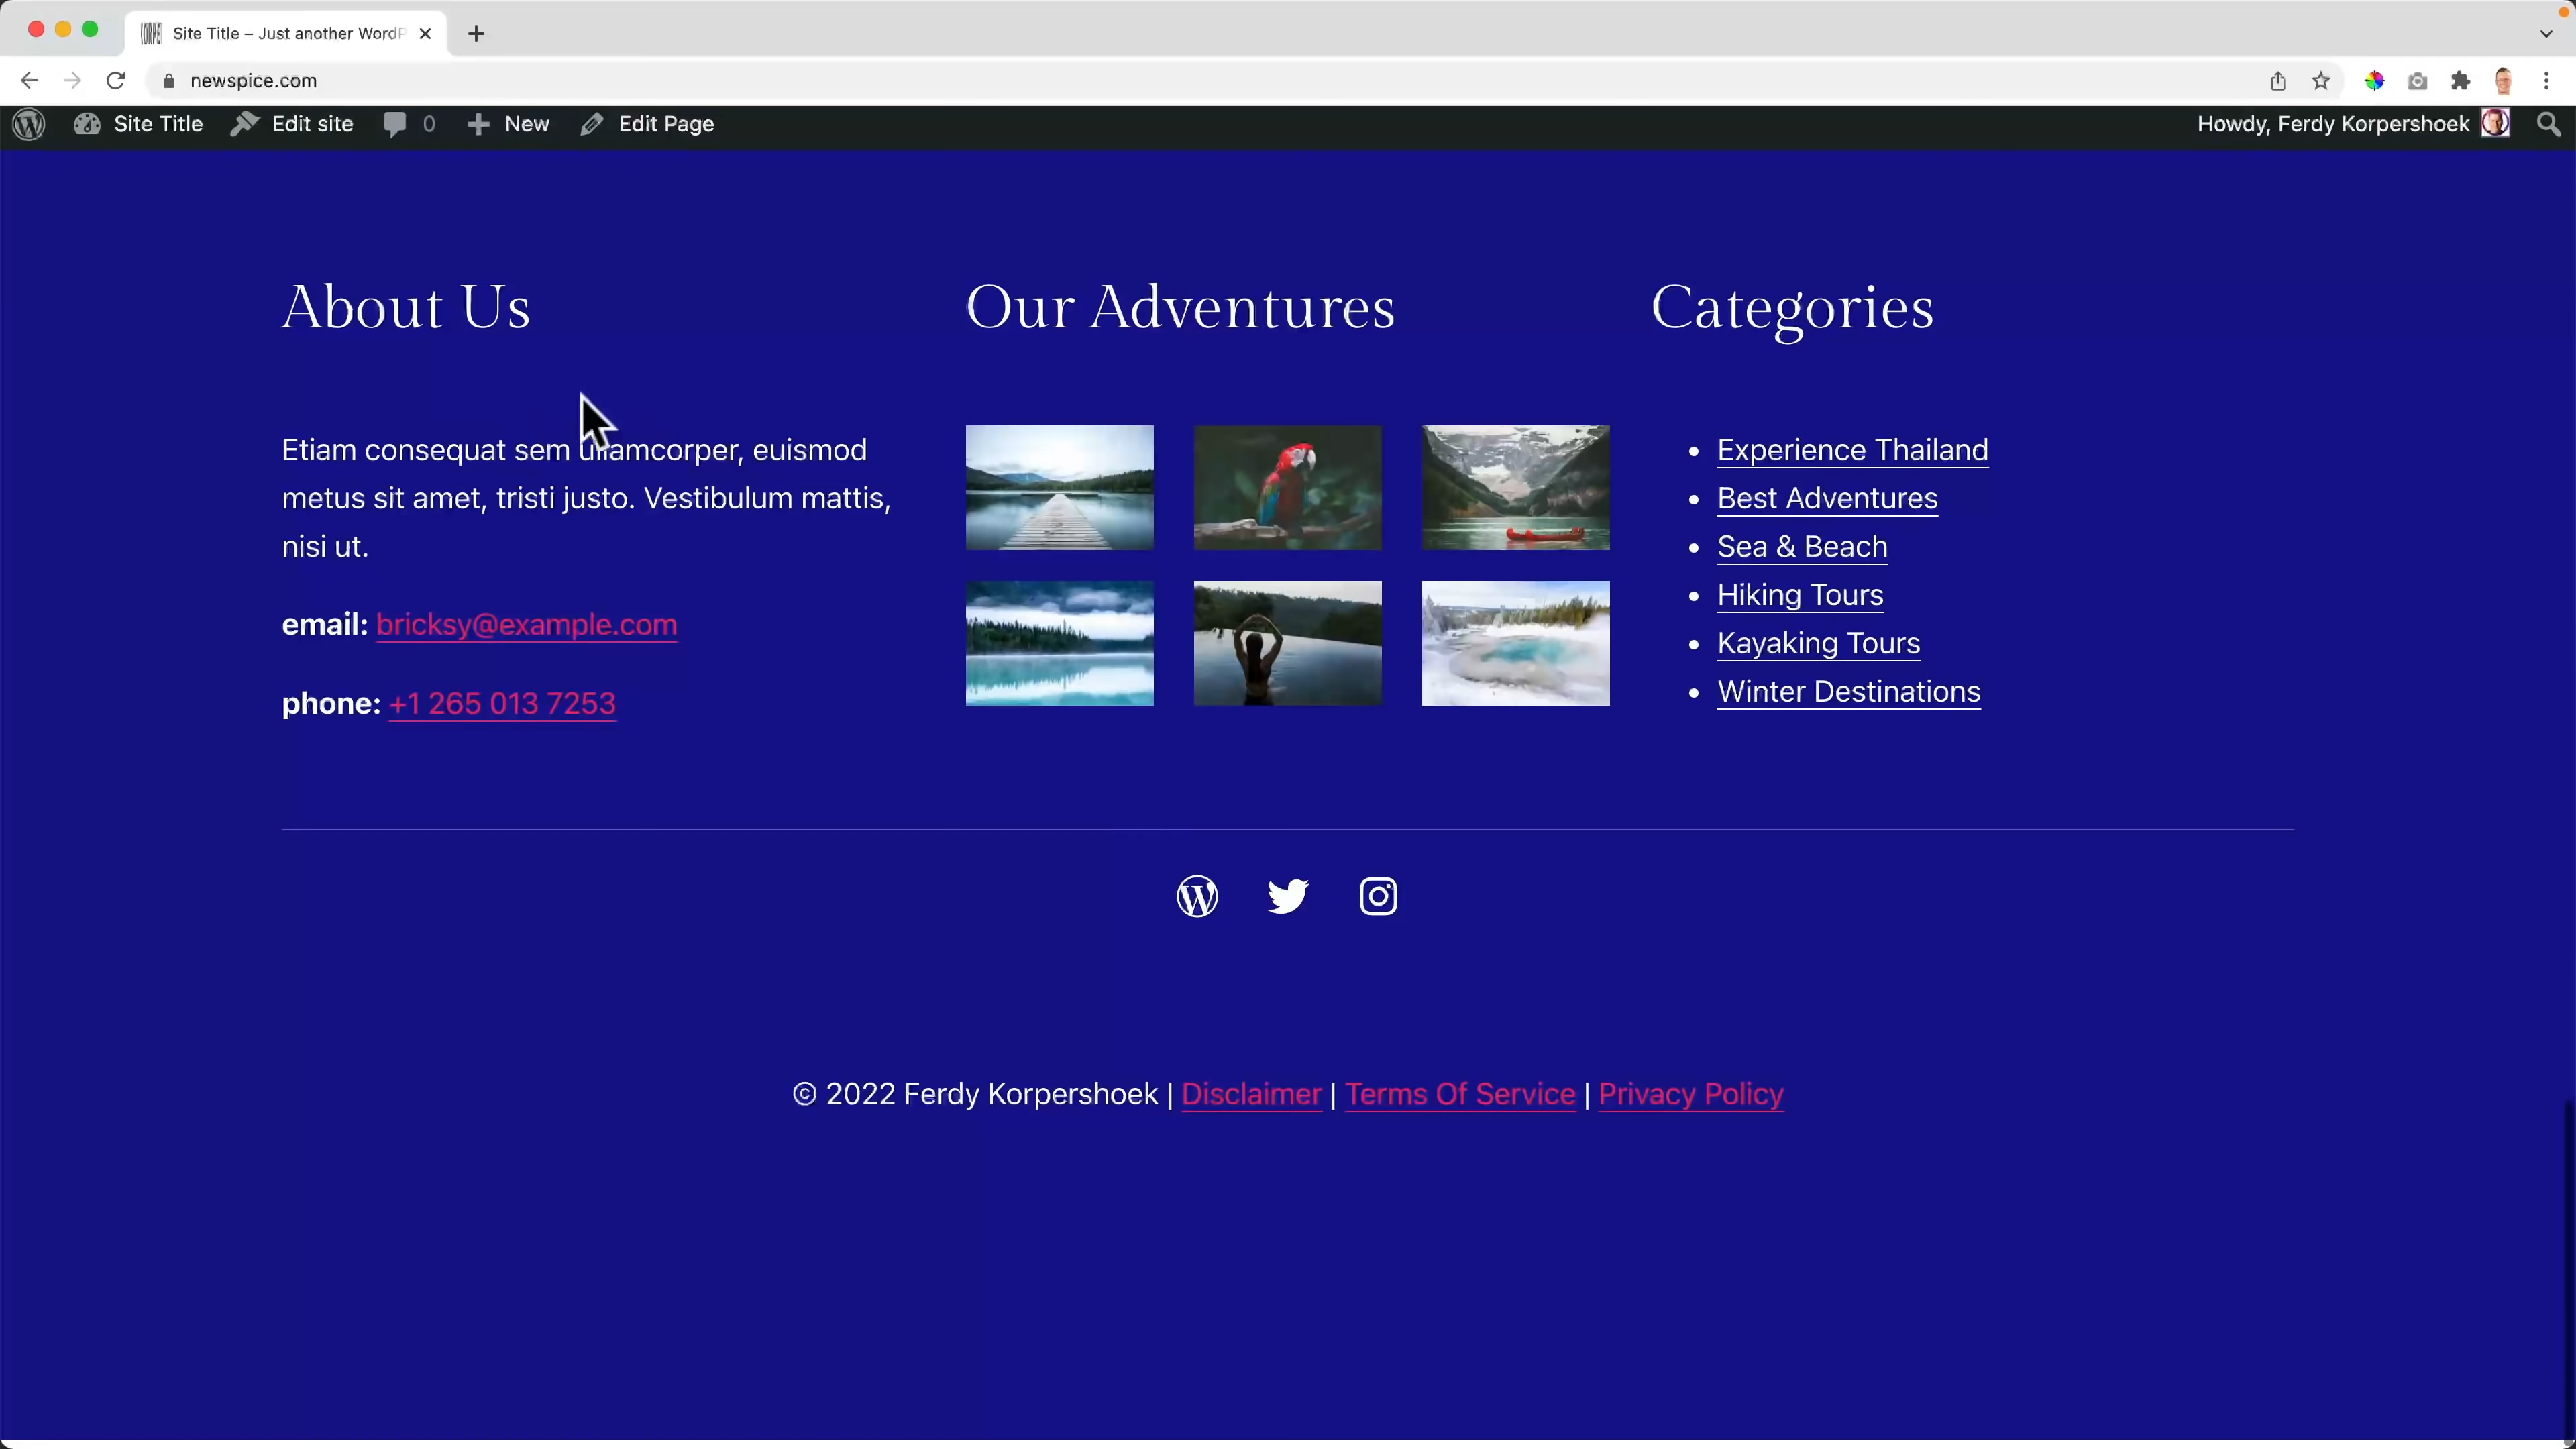 Site Title – Just another WordP
newspice.com
Site Title Edit site 0 New Edit Page Howdy, Ferdy Korpershoek
About Us
Etiam consequat sem ullamcorper, euismod
metus sit amet, tristi justo. Vestibulum mattis,
nisi ut.
email: bricksy@example.com
phone: +1 265 013 7253
Our Adventures
Categories
Experience Thailand
Best Adventures
Sea & Beach
Hiking Tours
Kayaking Tours
Winter Destinations
© 2022 Ferdy Korpershoek | Disclaimer | Terms Of Service | Privacy Policy